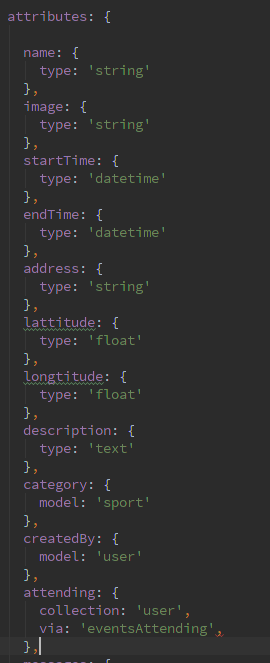 attributes: {
name: {
type: 'string'
},
image: {
type: 'string'
},
startTime: {
type: 'datetime'
},
endTime: {
type: 'datetime'
},
address: {
type: 'string'
},
lattitude: {
type: 'float'
},
longtitude: {
type: 'float'
},
description: {
type: 'text'
},
category: {
model: 'sport'
},
createdBy: {
model: 'user'
},
attending: {
collection: 'user',
via: 'eventsAttending',
},